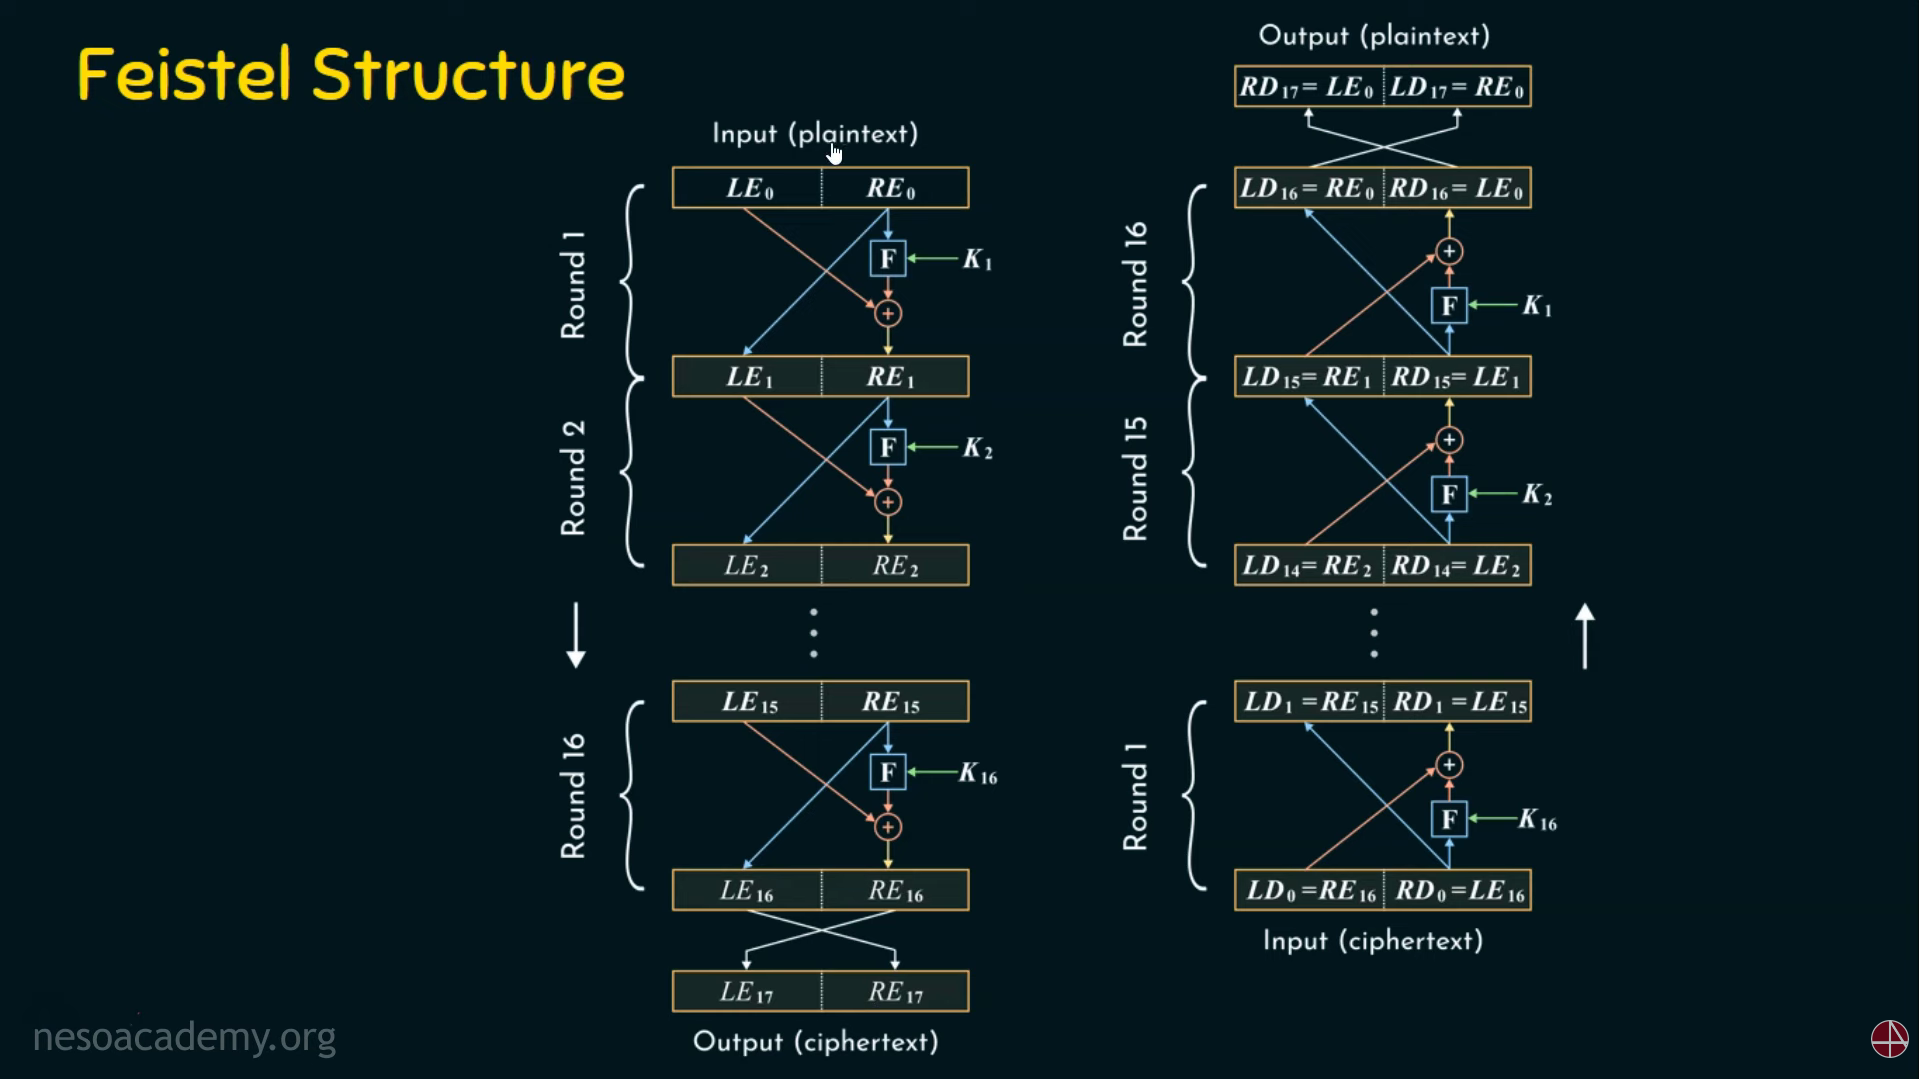 Feistel Structure
Input (plaintext)
LE0 RE0
Round 1
F K1
+
LE1 RE1
Round 2
F K2
+
LE2 RE2
LE15 RE15
Round 16
F K16
+
LE16 RE16
LE17 RE17
Output (ciphertext)
Output (plaintext)
RD17= LE0 LD17= RE0
LD16= RE0 RD16= LE0
Round 16
+
F K1
LD15= RE1 RD15= LE1
Round 15
+
F K2
LD14= RE2 RD14= LE2
LD1 =RE15 RD1 =LE15
Round 1
+
F K16
LD0 =RE16 RD0 =LE16
Input (ciphertext)
nesoacademy.org